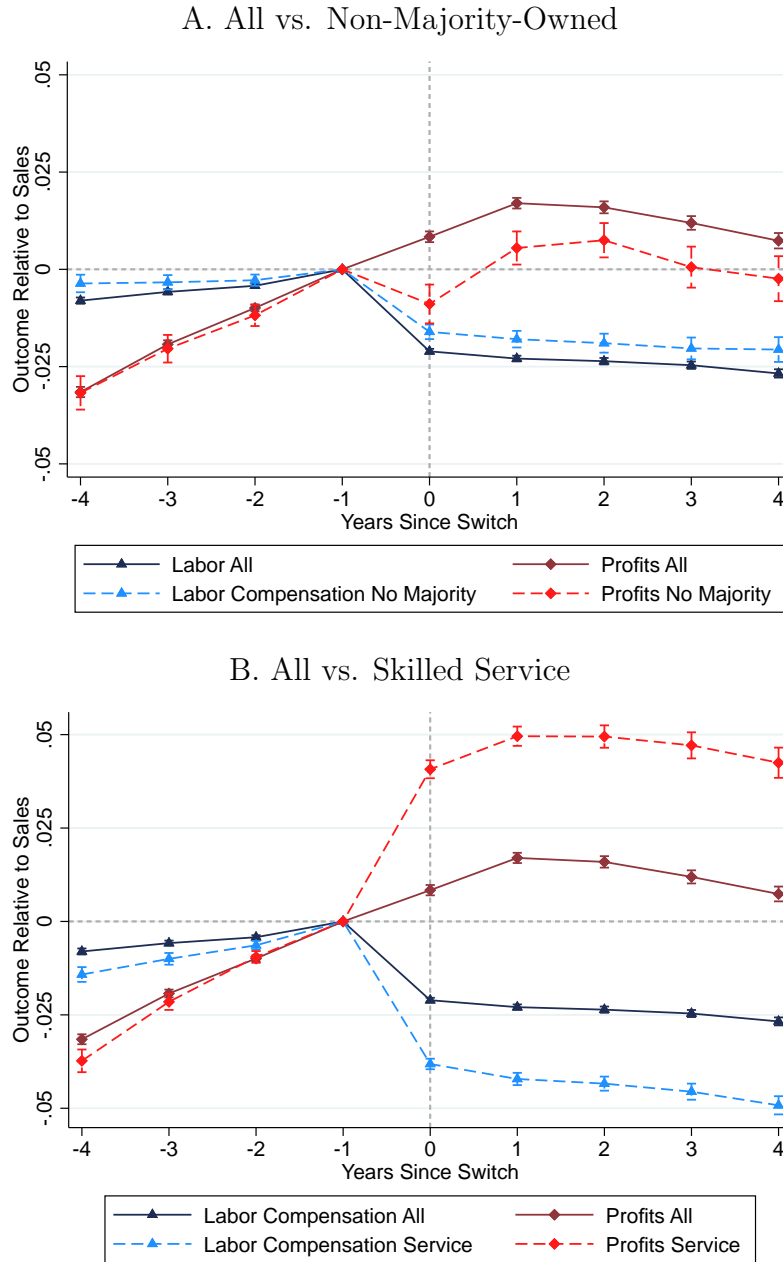 A. All vs. Non-Majority-Owned
.05
.025
0
-.025
-.05
Outcome Relative to Sales
-4 -3 -2 -1 0 1 2 3 4
Years Since Switch
Labor All Profits All
Labor Compensation No Majority Profits No Majority
B. All vs. Skilled Service
.05
.025
0
-.025
-.05
Outcome Relative to Sales
-4 -3 -2 -1 0 1 2 3 4
Years Since Switch
Labor Compensation All Profits All
Labor Compensation Service Profits Service